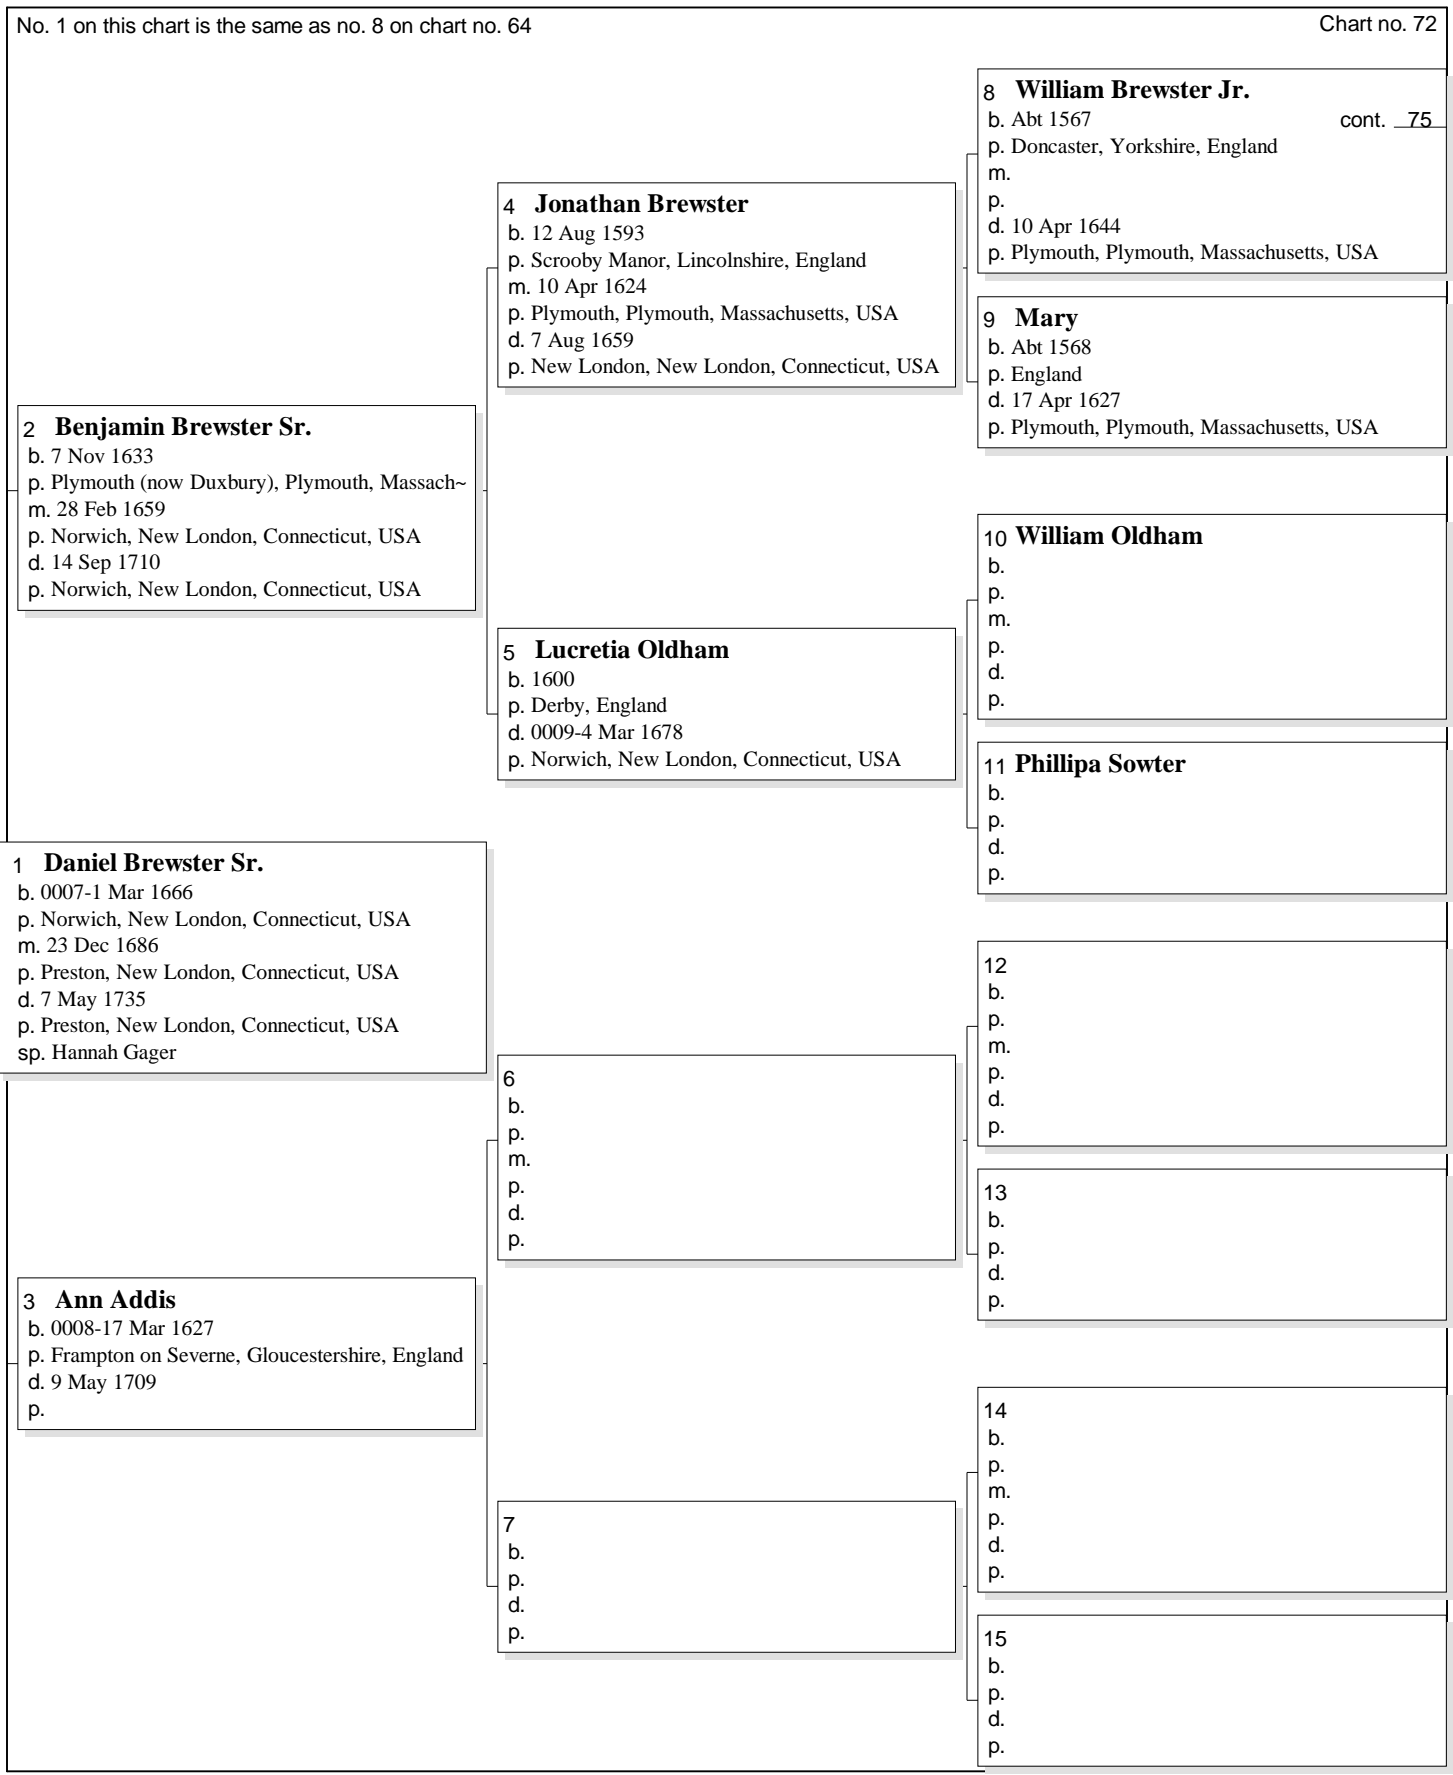 No. 1 on this chart is the same as no. 8 on chart no. 64
Chart no. 72
8 William Brewster Jr.
b. Abt 1567 cont. 75
p. Doncaster, Yorkshire, England
m.
p.
d. 10 Apr 1644
p. Plymouth, Plymouth, Massachusetts, USA
4 Jonathan Brewster
b. 12 Aug 1593
p. Scrooby Manor, Lincolnshire, England
m. 10 Apr 1624
p. Plymouth, Plymouth, Massachusetts, USA
d. 7 Aug 1659
p. New London, New London, Connecticut, USA
9 Mary
b. Abt 1568
p. England
d. 17 Apr 1627
p. Plymouth, Plymouth, Massachusetts, USA
2 Benjamin Brewster Sr.
b. 7 Nov 1633
p. Plymouth (now Duxbury), Plymouth, Massach~
m. 28 Feb 1659
p. Norwich, New London, Connecticut, USA
d. 14 Sep 1710
p. Norwich, New London, Connecticut, USA
10 William Oldham
b.
p.
m.
p.
d.
p.
5 Lucretia Oldham
b. 1600
p. Derby, England
d. 0009-4 Mar 1678
p. Norwich, New London, Connecticut, USA
11 Phillipa Sowter
b.
p.
d.
p.
1 Daniel Brewster Sr.
b. 0007-1 Mar 1666
p. Norwich, New London, Connecticut, USA
m. 23 Dec 1686
p. Preston, New London, Connecticut, USA
d. 7 May 1735
p. Preston, New London, Connecticut, USA
sp. Hannah Gager
12
b.
p.
m.
p.
d.
p.
6
b.
p.
m.
p.
d.
p.
13
b.
p.
d.
p.
3 Ann Addis
b. 0008-17 Mar 1627
p. Frampton on Severne, Gloucestershire, England
d. 9 May 1709
p.
14
b.
p.
m.
p.
d.
p.
7
b.
p.
d.
p.
15
b.
p.
d.
p.